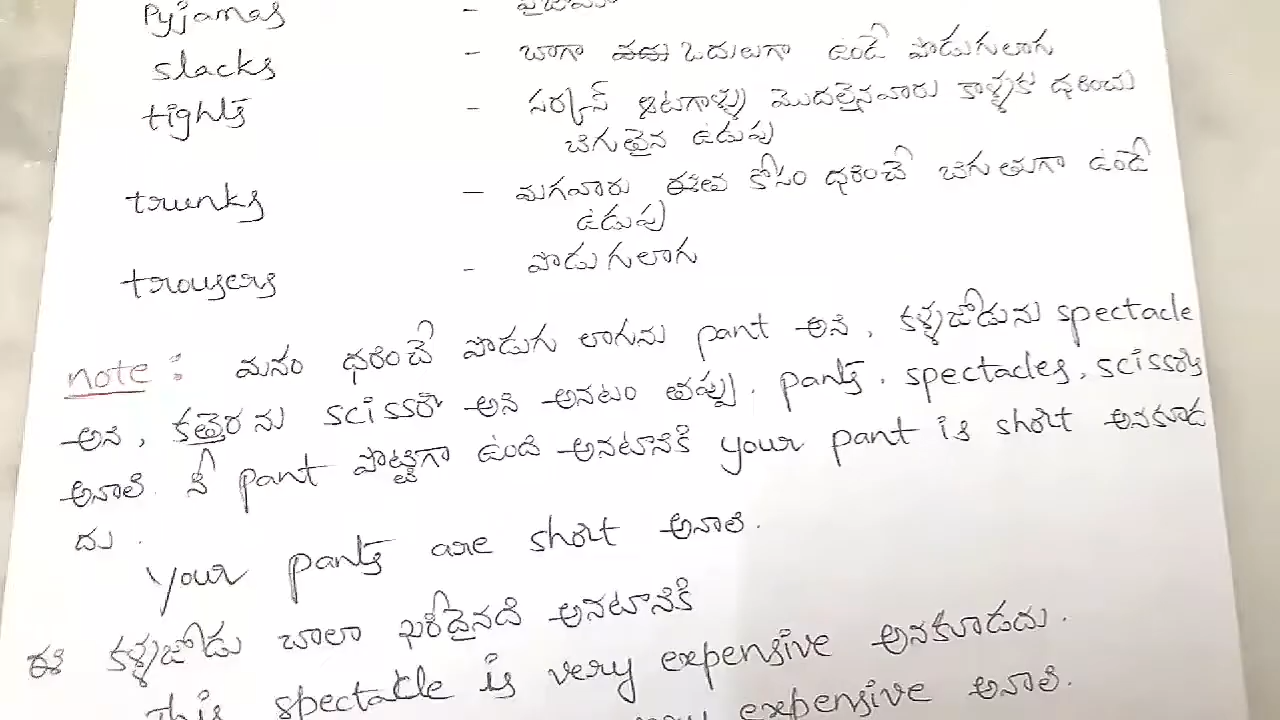 Pyjamas - పైజామా
slacks - బాగా ఒదులుగా ఉండే పొడుగులాగు
tights - సర్కస్ ఆటగాళ్ళు మొదలైనవారు కాళ్ళకు ధరించు
బిగుతైన ఉడుపు
trunks - మగవారు ఈత కోసం ధరించే బిగుతుగా ఉండే
ఉడుపు
trousers - పొడుగులాగు
note : మనం ధరించే పొడుగు లాగును pant అని, కళ్ళజోడును spectacle
అని, కత్తెరను scissor అని అనటం తప్పు. pants, spectacles, scissors
అనాలి. నీ pant పొట్టిగా ఉంది అనటానికి your pant is short అనకూడ
దు.
your pants are short అనాలి.
ఈ కళ్ళజోడు చాలా ఖరీదైనది అనటానికి
This spectacle is very expensive అనకూడదు.
very expensive అనాలి.